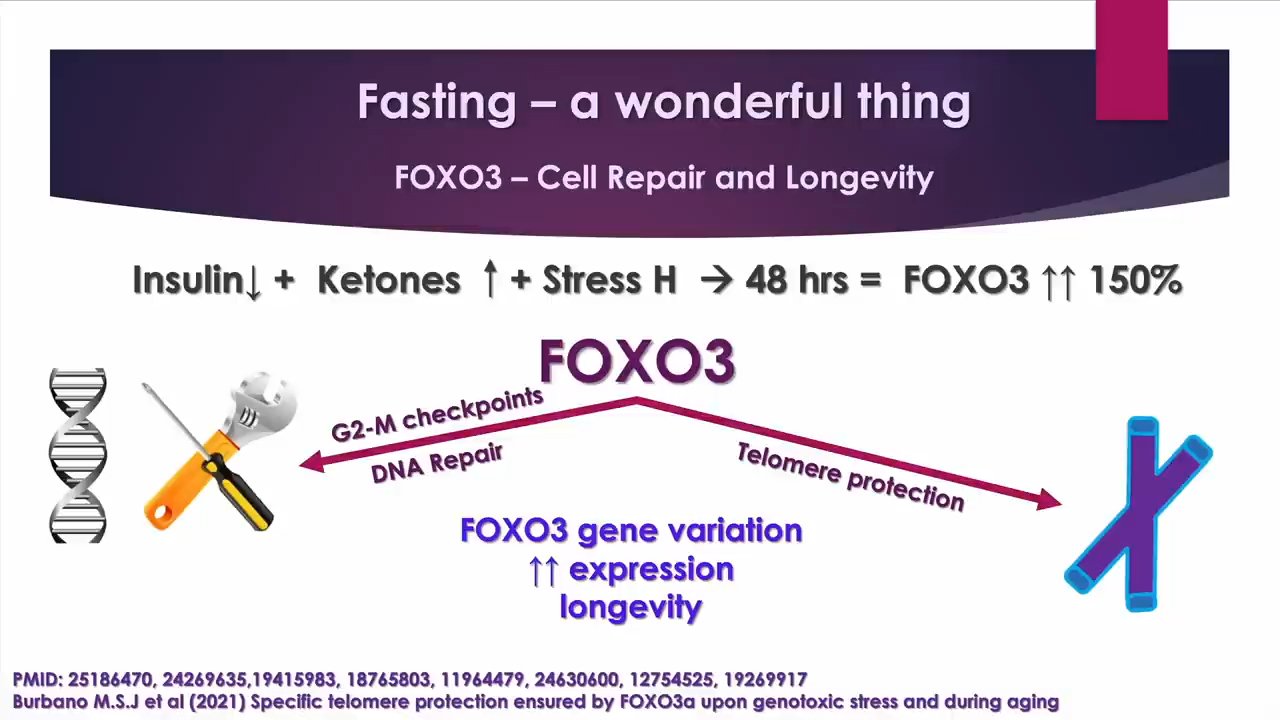 Fasting – a wonderful thing
FOXO3 – Cell Repair and Longevity
Insulin↓ + Ketones ↑ + Stress H → 48 hrs = FOXO3 ↑↑ 150%
FOXO3
G2-M checkpoints
DNA Repair
Telomere protection
FOXO3 gene variation
↑↑ expression
longevity
PMID: 25186470, 24269635,19415983, 18765803, 11964479, 24630600, 12754525, 19269917
Burbano M.S.J et al (2021) Specific telomere protection ensured by FOXO3a upon genotoxic stress and during aging